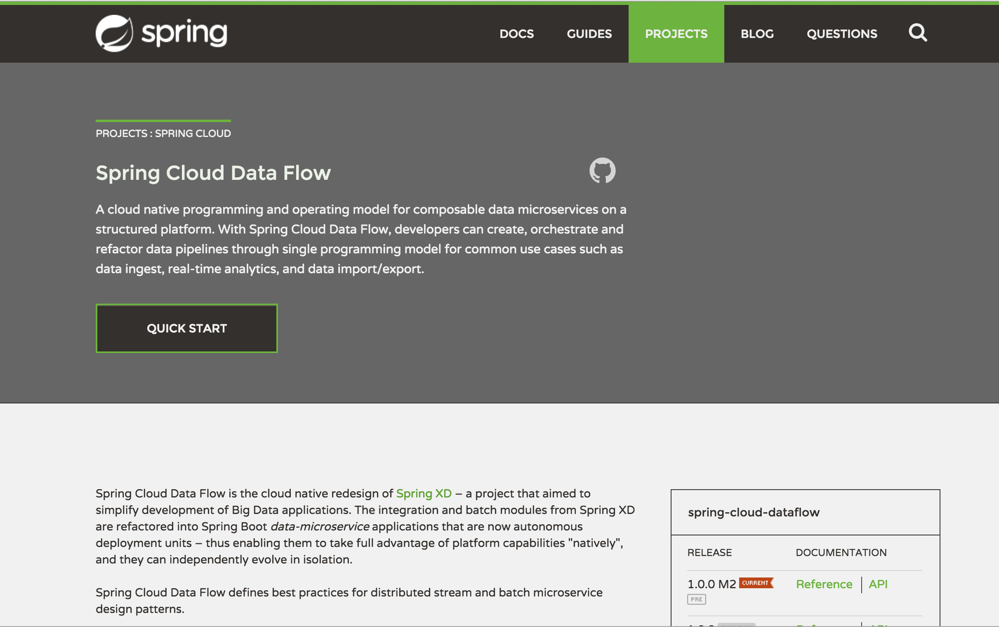 spring
DOCS
GUIDES
PROJECTS
BLOG
QUESTIONS
PROJECTS : SPRING CLOUD
Spring Cloud Data Flow
A cloud native programming and operating model for composable data microservices on a
structured platform. With Spring Cloud Data Flow, developers can create, orchestrate and
refactor data pipelines through single programming model for common use cases such as
data ingest, real-time analytics, and data import/export.
QUICK START
Spring Cloud Data Flow is the cloud native redesign of Spring XD – a project that aimed to
simplify development of Big Data applications. The integration and batch modules from Spring XD
are refactored into Spring Boot data-microservice applications that are now autonomous
deployment units – thus enabling them to take full advantage of platform capabilities "natively",
and they can independently evolve in isolation.
Spring Cloud Data Flow defines best practices for distributed stream and batch microservice
design patterns.
spring-cloud-dataflow
RELEASE
DOCUMENTATION
1.0.0 M2 CURRENT
PRE
Reference
API